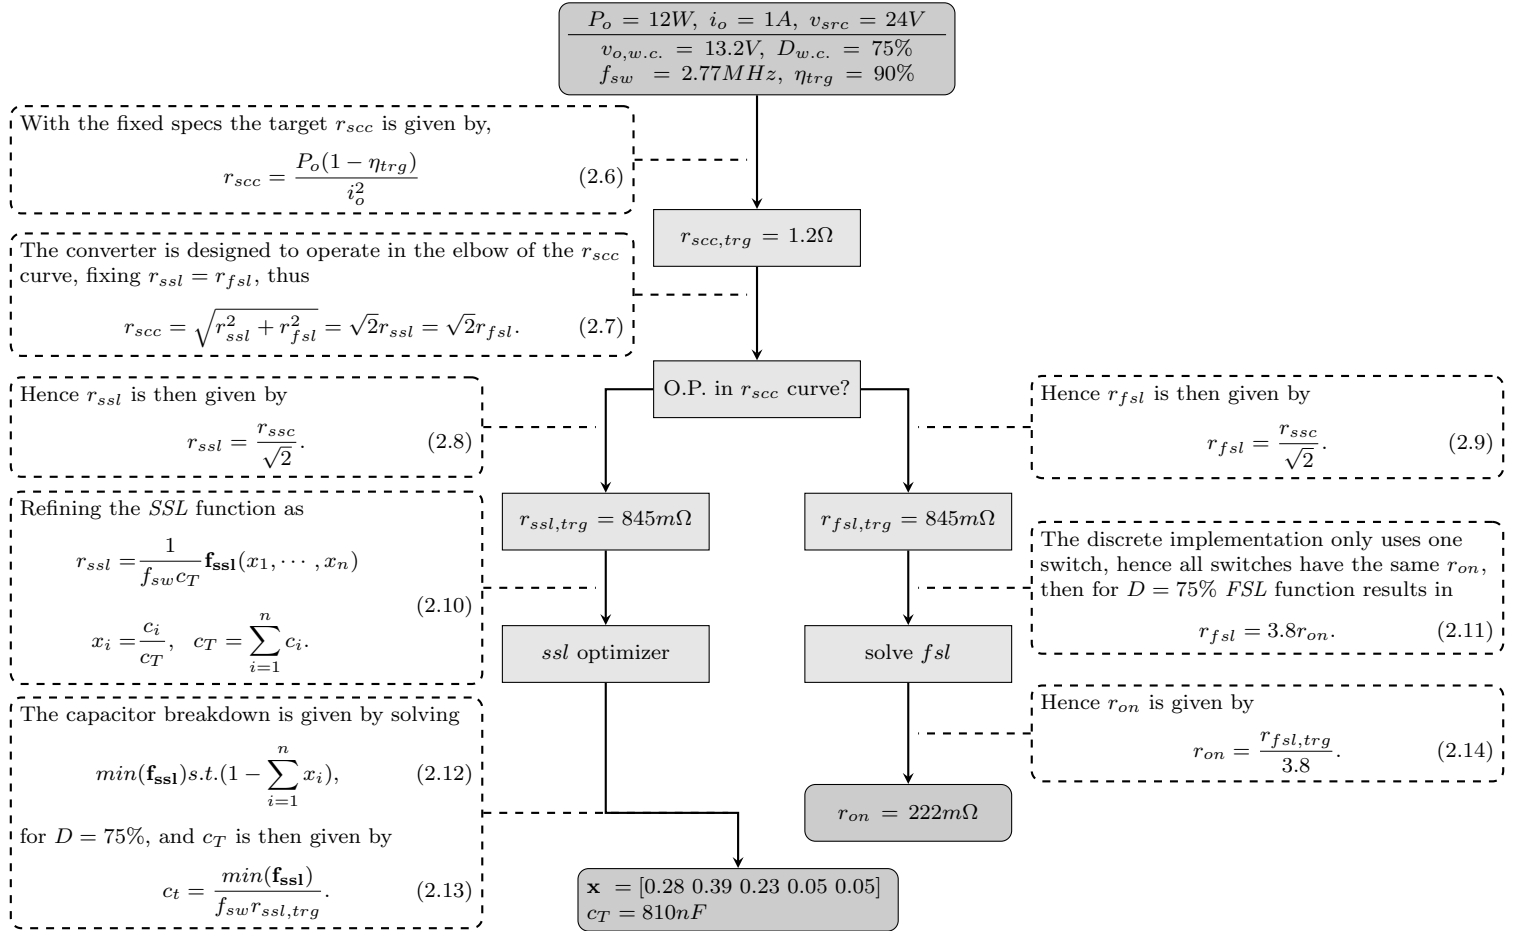 P_o = 12W, i_o = 1A, v_src = 24V
v_o,w.c. = 13.2V, D_w.c. = 75%
f_sw = 2.77MHz, η_trg = 90%
With the fixed specs the target r_scc is given by,
r_scc = P_o(1 − η_trg) / i_o^2 (2.6)
r_scc,trg = 1.2Ω
The converter is designed to operate in the elbow of the r_scc
curve, fixing r_ssl = r_fsl, thus
r_scc = √(r_ssl^2 + r_fsl^2) = √2 r_ssl = √2 r_fsl. (2.7)
O.P. in r_scc curve?
Hence r_ssl is then given by
r_ssl = r_ssc / √2. (2.8)
Hence r_fsl is then given by
r_fsl = r_ssc / √2. (2.9)
r_ssl,trg = 845mΩ
r_fsl,trg = 845mΩ
Refining the SSL function as
r_ssl = 1 / (f_sw c_T) f_ssl(x_1, ⋯ , x_n)
(2.10)
x_i = c_i / c_T, c_T = ∑_{i=1}^{n} c_i.
The discrete implementation only uses one
switch, hence all switches have the same r_on,
then for D = 75% FSL function results in
r_fsl = 3.8r_on. (2.11)
ssl optimizer
solve fsl
The capacitor breakdown is given by solving
min(f_ssl)s.t.(1 − ∑_{i=1}^{n} x_i), (2.12)
for D = 75%, and c_T is then given by
c_t = min(f_ssl) / (f_sw r_ssl,trg). (2.13)
Hence r_on is given by
r_on = r_fsl,trg / 3.8. (2.14)
r_on = 222mΩ
x = [0.28 0.39 0.23 0.05 0.05]
c_T = 810nF